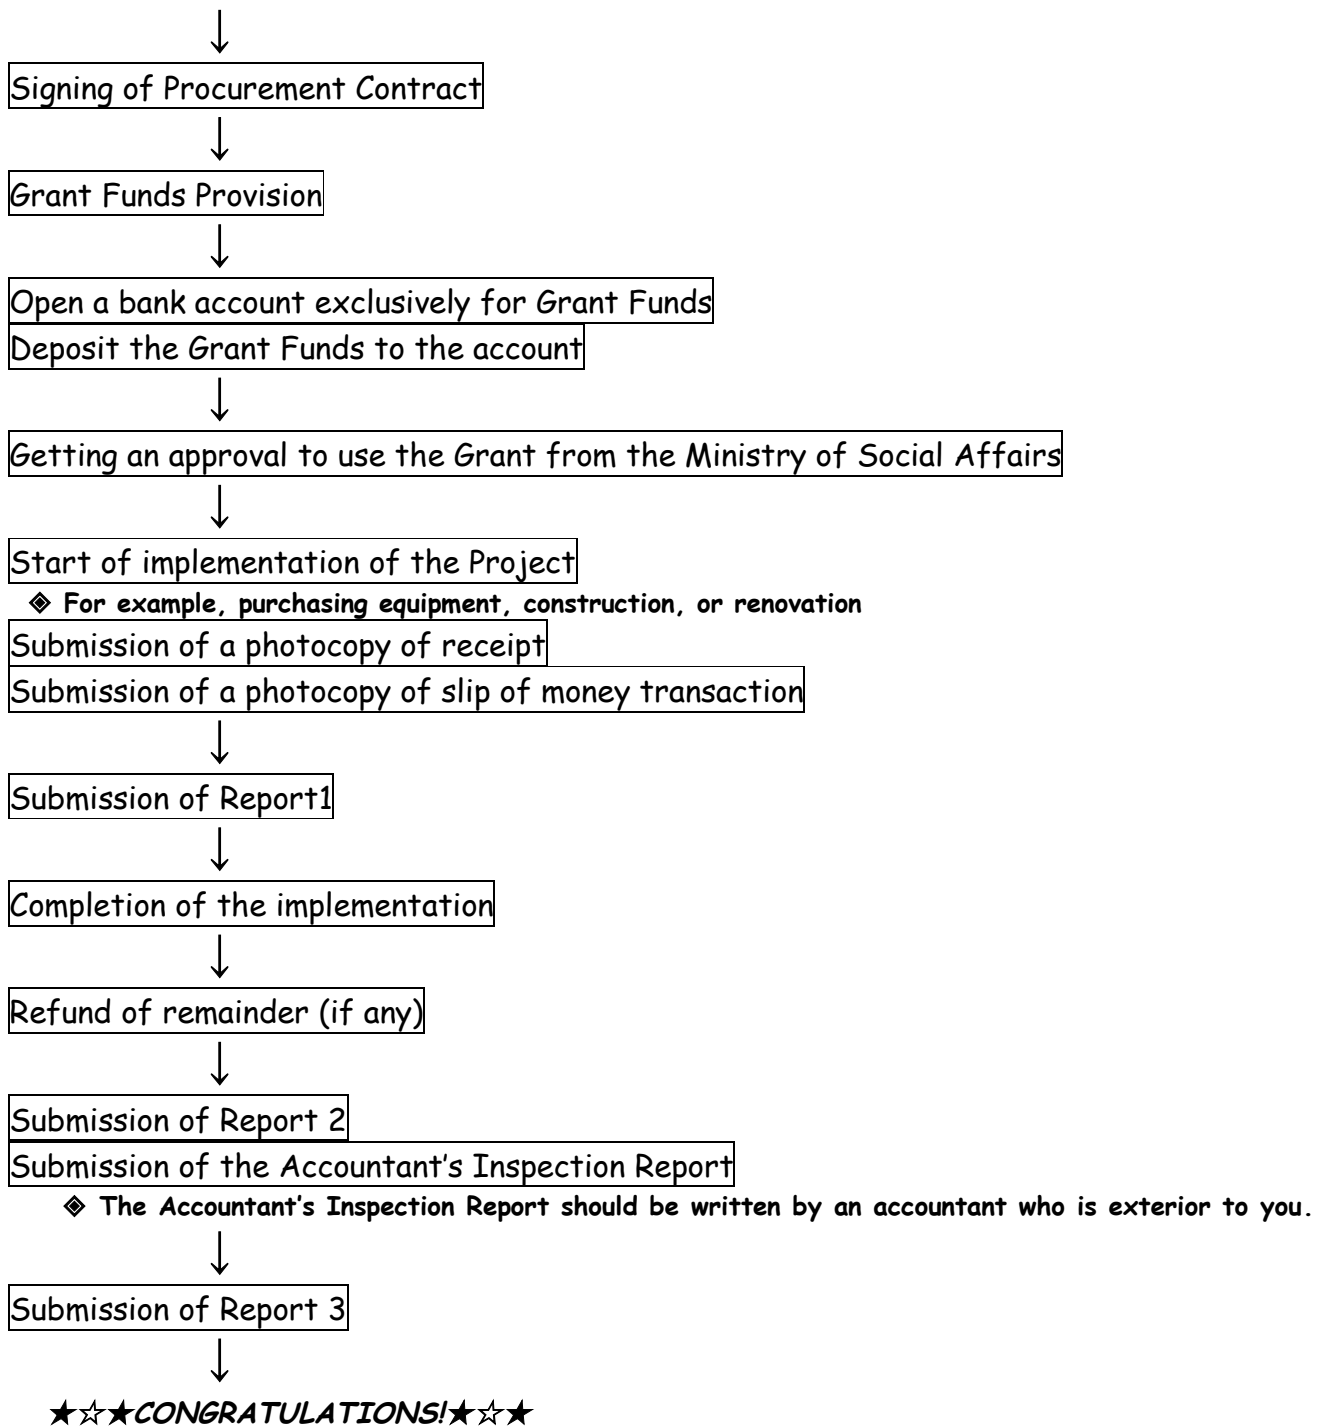 ↓
Signing of Procurement Contract
↓
Grant Funds Provision
↓
Open a bank account exclusively for Grant Funds
Deposit the Grant Funds to the account
↓
Getting an approval to use the Grant from the Ministry of Social Affairs
↓
Start of implementation of the Project
◈ For example, purchasing equipment, construction, or renovation
Submission of a photocopy of receipt
Submission of a photocopy of slip of money transaction
↓
Submission of Report1
↓
Completion of the implementation
↓
Refund of remainder (if any)
↓
Submission of Report 2
Submission of the Accountant’s Inspection Report
◈ The Accountant’s Inspection Report should be written by an accountant who is exterior to you.
↓
Submission of Report 3
↓
★☆★CONGRATULATIONS!★☆★